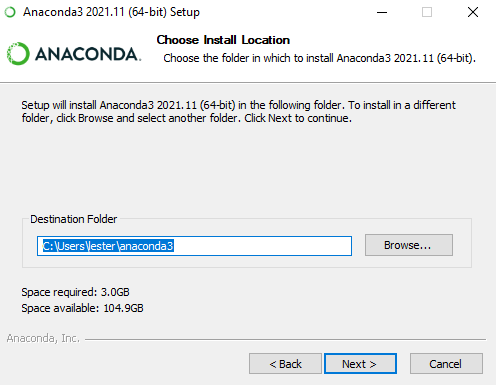 Anaconda3 2021.11 (64-bit) Setup
ANACONDA.
Choose Install Location
Choose the folder in which to install Anaconda3 2021.11 (64-bit).
Setup will install Anaconda3 2021.11 (64-bit) in the following folder. To install in a different
folder, click Browse and select another folder. Click Next to continue.
Destination Folder
C:\Users\lester\anaconda3
Browse...
Space required: 3.0GB
Space available: 104.9GB
Anaconda, Inc.
< Back
Next >
Cancel